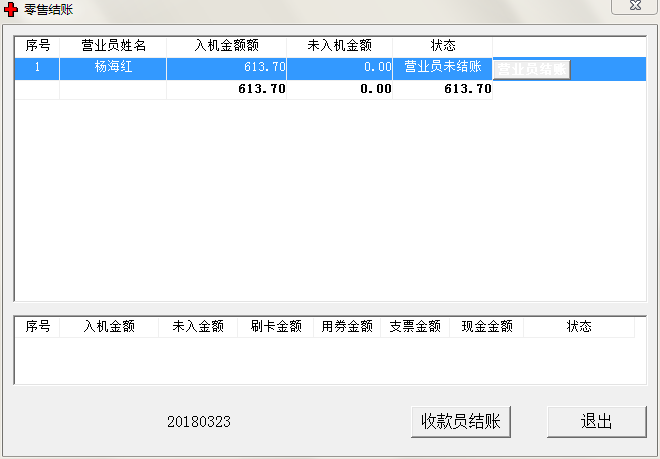 零售结账
序号 营业员姓名 入机金额额 未入机金额 状态
1 杨海红 613.70 0.00 营业员未结账 营业员结账
613.70 0.00 613.70
序号 入机金额 未入金额 刷卡金额 用券金额 支票金额 现金金额 状态
20180323 收款员结账 退出